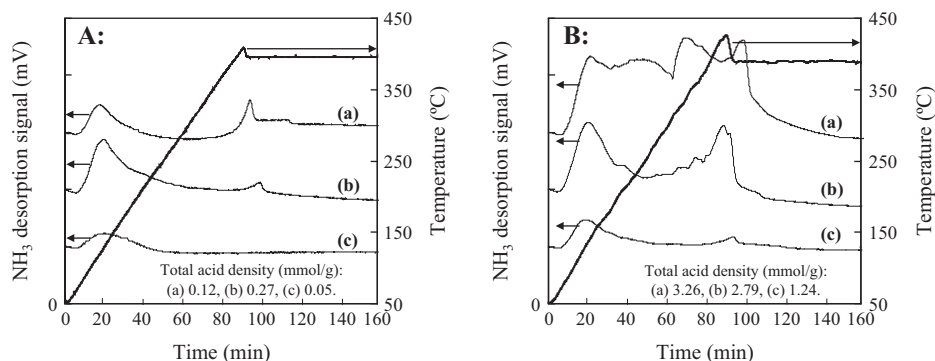 A:
NH3 desorption signal (mV)
0
450
350
250
150
50
Temperature (ºC)
(a)
(b)
(c)
Total acid density (mmol/g):
(a) 0.12, (b) 0.27, (c) 0.05.
0 20 40 60 80 100 120 140 160
Time (min)
B:
NH3 desorption signal (mV)
0
450
350
250
150
50
Temperature (ºC)
(a)
(b)
(c)
Total acid density (mmol/g):
(a) 3.26, (b) 2.79, (c) 1.24.
0 20 40 60 80 100 120 140 160
Time (min)